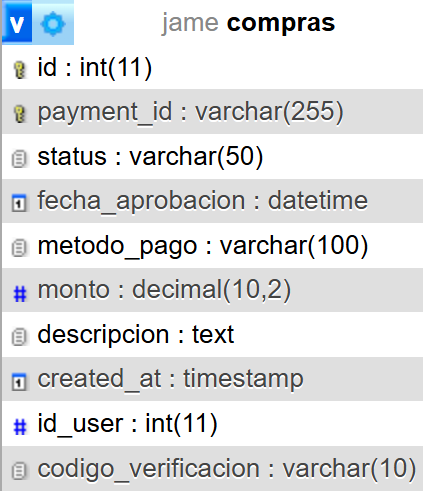 v jame compras
id : int(11)
payment_id : varchar(255)
status : varchar(50)
fecha_aprobacion : datetime
metodo_pago : varchar(100)
# monto : decimal(10,2)
descripcion : text
created_at : timestamp
# id_user : int(11)
codigo_verificacion : varchar(10)